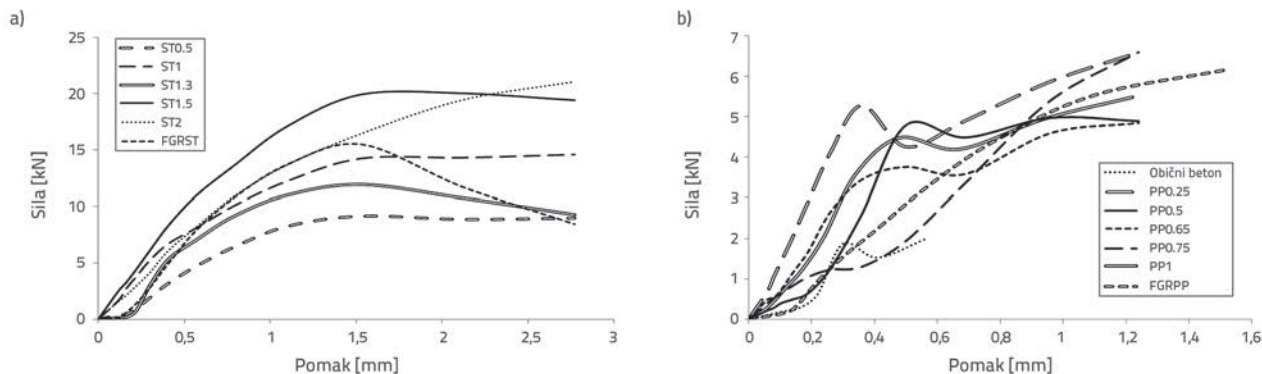 a)
Sila [kN]
25
20
15
10
5
0
ST0.5
ST1
ST1.3
ST1.5
ST2
FGRST
0
0,5
1
1,5
2
2,5
3
Pomak [mm]
b)
Sila [kN]
7
6
5
4
3
2
1
0
Obični beton
PP0.25
PP0.5
PP0.65
PP0.75
PP1
FGRPP
0
0,2
0,4
0,6
0,8
1,0
1,2
1,4
1,6
Pomak [mm]